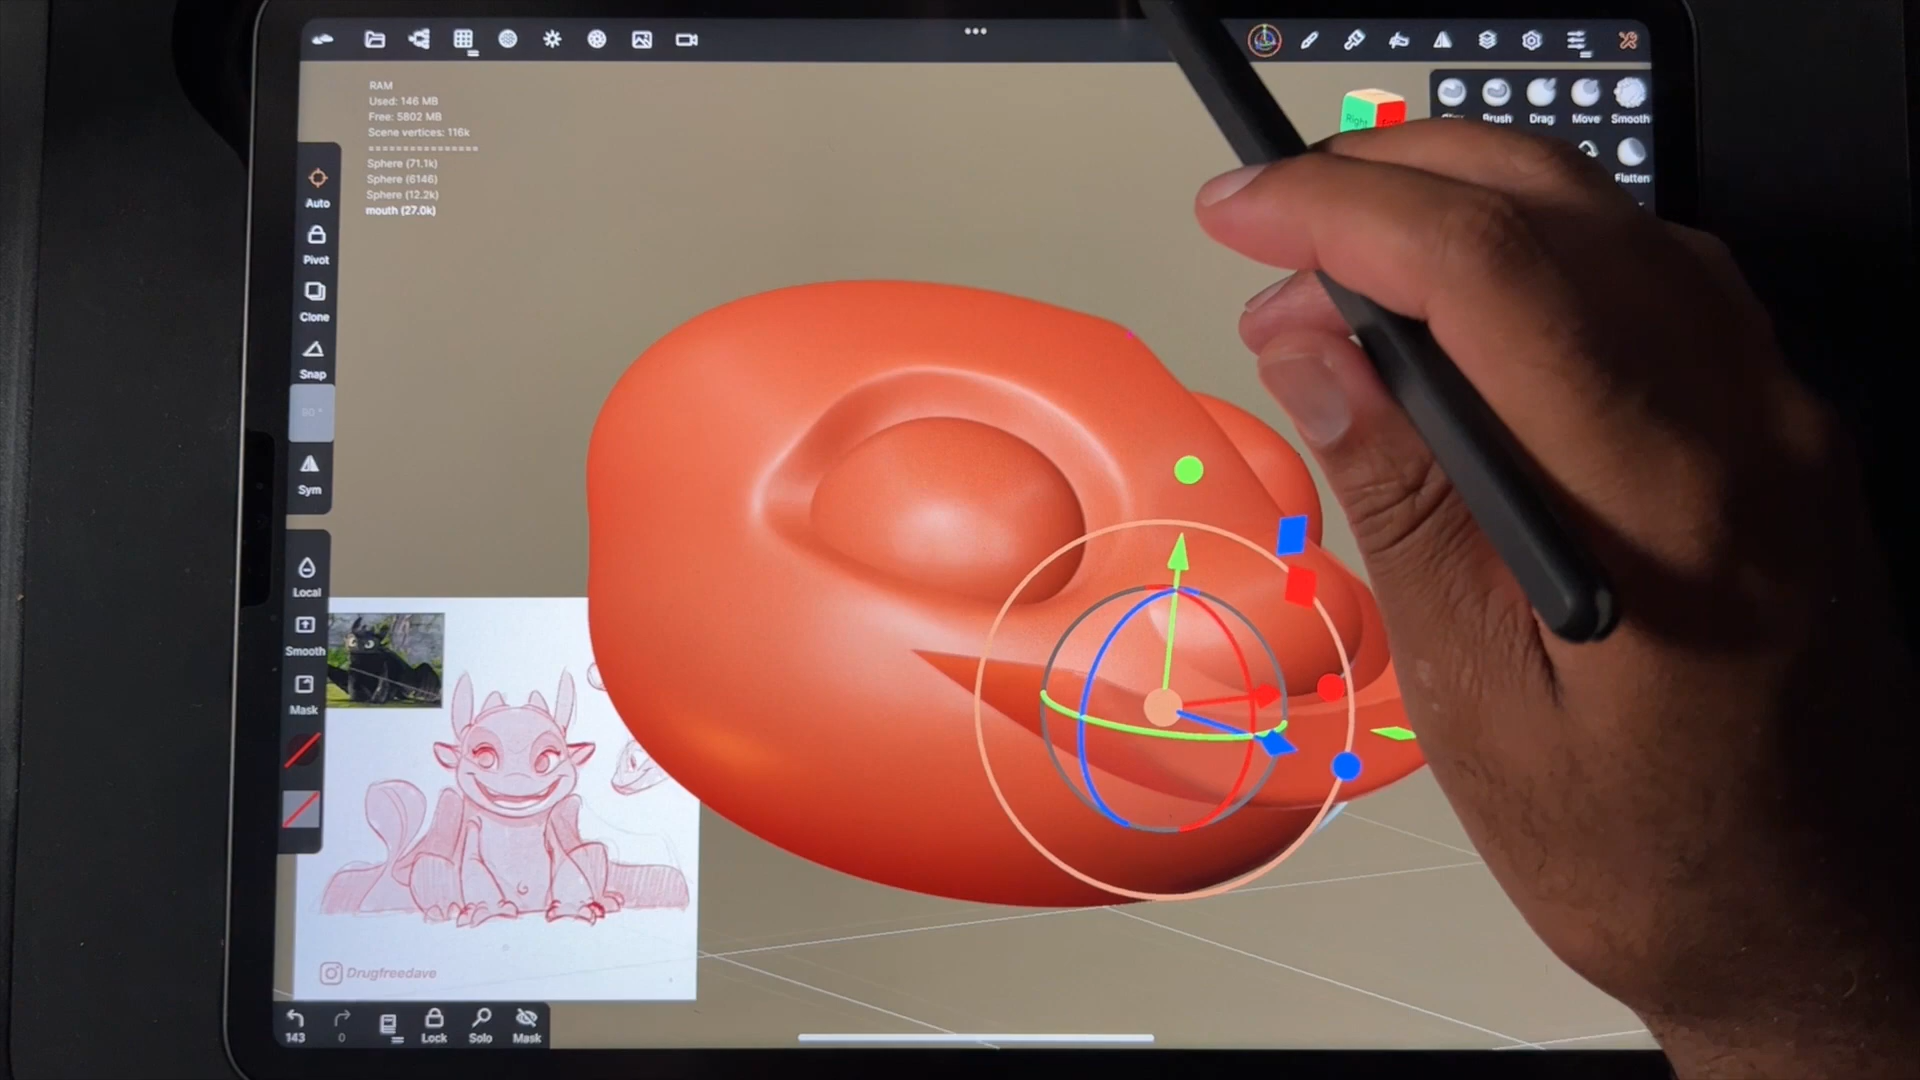 RAM
Used: 146 MB
Free: 5802 MB
Scene vertices: 116k
================
Sphere (71.1k)
Sphere (6146)
Sphere (12.2k)
mouth (27.0k)
Right
Brush
Drag
Move
Smooth
Flatten
Auto
Pivot
Clone
Snap
Sym
Local
Smooth
Mask
Drugfreedave
143
0
Lock
Solo
Mask